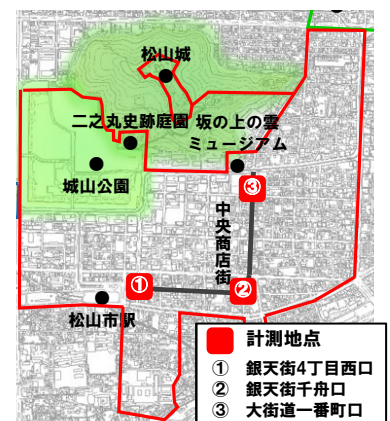 松山城
二之丸史跡庭園
坂の上の雲
ミュージアム
城山公園
③
中央商店街
①
②
松山市駅
計測地点
① 銀天街4丁目西口
② 銀天街千舟口
③ 大街道一番町口